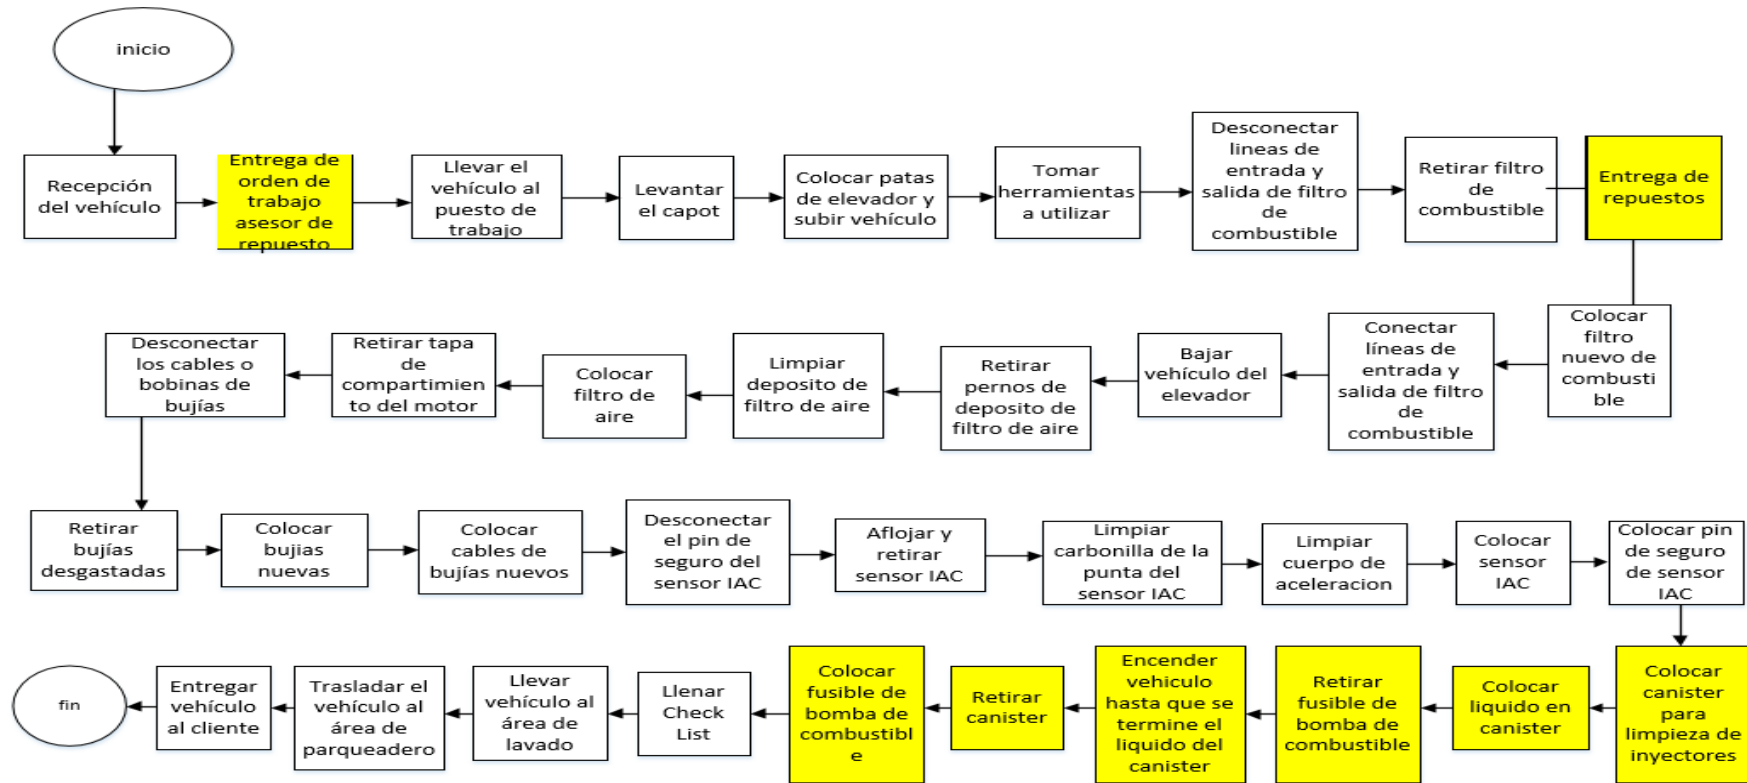 inicio
Recepción
del vehículo
Entrega de
orden de
trabajo
asesor de
repuesto
Llevar el
vehículo al
puesto de
trabajo
Levantar
el capot
Colocar patas
de elevador y
subir vehículo
Tomar
herramientas
a utilizar
Desconectar
lineas de
entrada y
salida de filtro
de
combustible
Retirar filtro
de
combustible
Entrega de
repuestos
Colocar
filtro
nuevo de
combusti
ble
Conectar
líneas de
entrada y
salida de filtro
de
combustible
Bajar
vehículo del
elevador
Retirar
pernos de
deposito de
filtro de aire
Limpiar
deposito de
filtro de aire
Colocar
filtro de
aire
Retirar tapa
de
compartimien
to del motor
Desconectar
los cables o
bobinas de
bujías
Retirar
bujías
desgastadas
Colocar
bujias
nuevas
Colocar
cables de
bujías nuevos
Desconectar
el pin de
seguro del
sensor IAC
Aflojar y
retirar
sensor IAC
Limpiar
carbonilla de la
punta del
sensor IAC
Limpiar
cuerpo de
aceleracion
Colocar
sensor
IAC
Colocar pin
de seguro
de sensor
IAC
Colocar
canister
para
limpieza de
inyectores
Colocar
liquido en
canister
Retirar
fusible de
bomba de
combustible
Encender
vehiculo
hasta que se
termine el
liquido del
canister
Retirar
canister
Colocar
fusible de
bomba de
combustibl
e
Llenar
Check
List
Llevar
vehículo al
área de
lavado
Trasladar el
vehículo al
área de
parqueadero
Entregar
vehículo
al cliente
fin